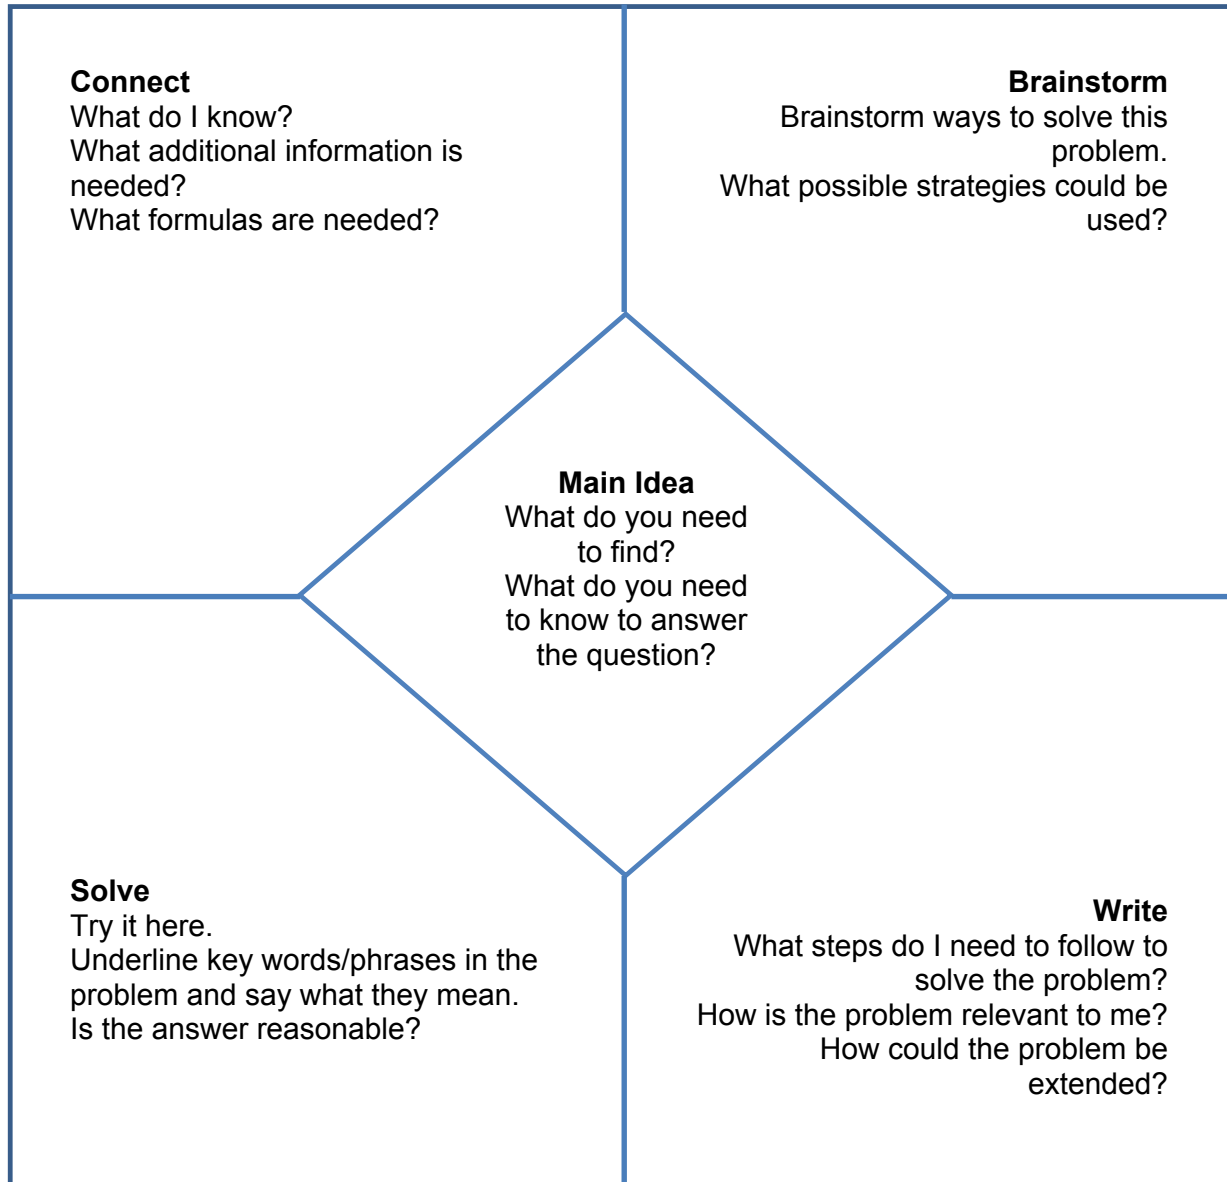 Connect
What do I know?
What additional information is
needed?
What formulas are needed?
Brainstorm
Brainstorm ways to solve this
problem.
What possible strategies could be
used?
Main Idea
What do you need
to find?
What do you need
to know to answer
the question?
Solve
Try it here.
Underline key words/phrases in the
problem and say what they mean.
Is the answer reasonable?
Write
What steps do I need to follow to
solve the problem?
How is the problem relevant to me?
How could the problem be
extended?